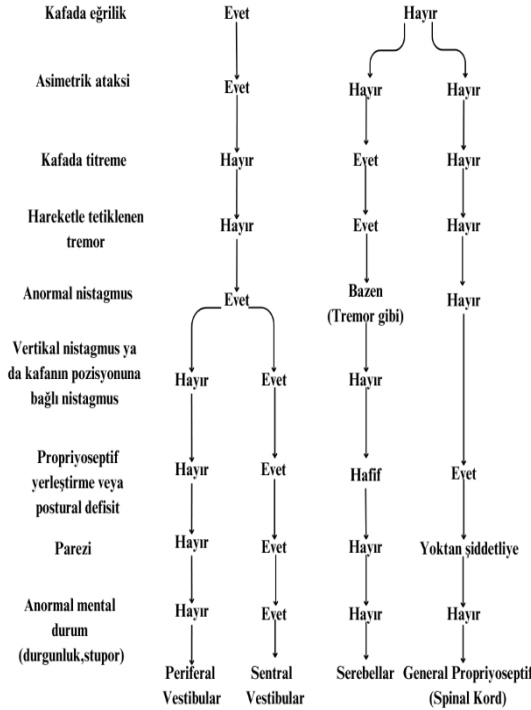 Kafada eğrilik Evet Hayır
Asimetrik ataksi Evet Hayır Hayır
Kafada titreme Hayır Evet Hayır
Hareketle tetiklenen
tremor Hayır Evet Hayır
Anormal nistagmus Evet Bazen
(Tremor gibi) Hayır
Vertikal nistagmus ya
da kafanın pozisyonuna
bağlı nistagmus Hayır Evet Hayır
Propriyoseptif
yerleştirme veya
postural defisit Hayır Evet Hafif Evet
Parezi Hayır Evet Hayır Yoktan şiddetliye
Anormal mental
durum
(durgunluk,stupor) Hayır Evet Hayır Hayır
Periferal
Vestibular
Sentral
Vestibular
Serebellar
General Propriyoseptif
(Spinal Kord)